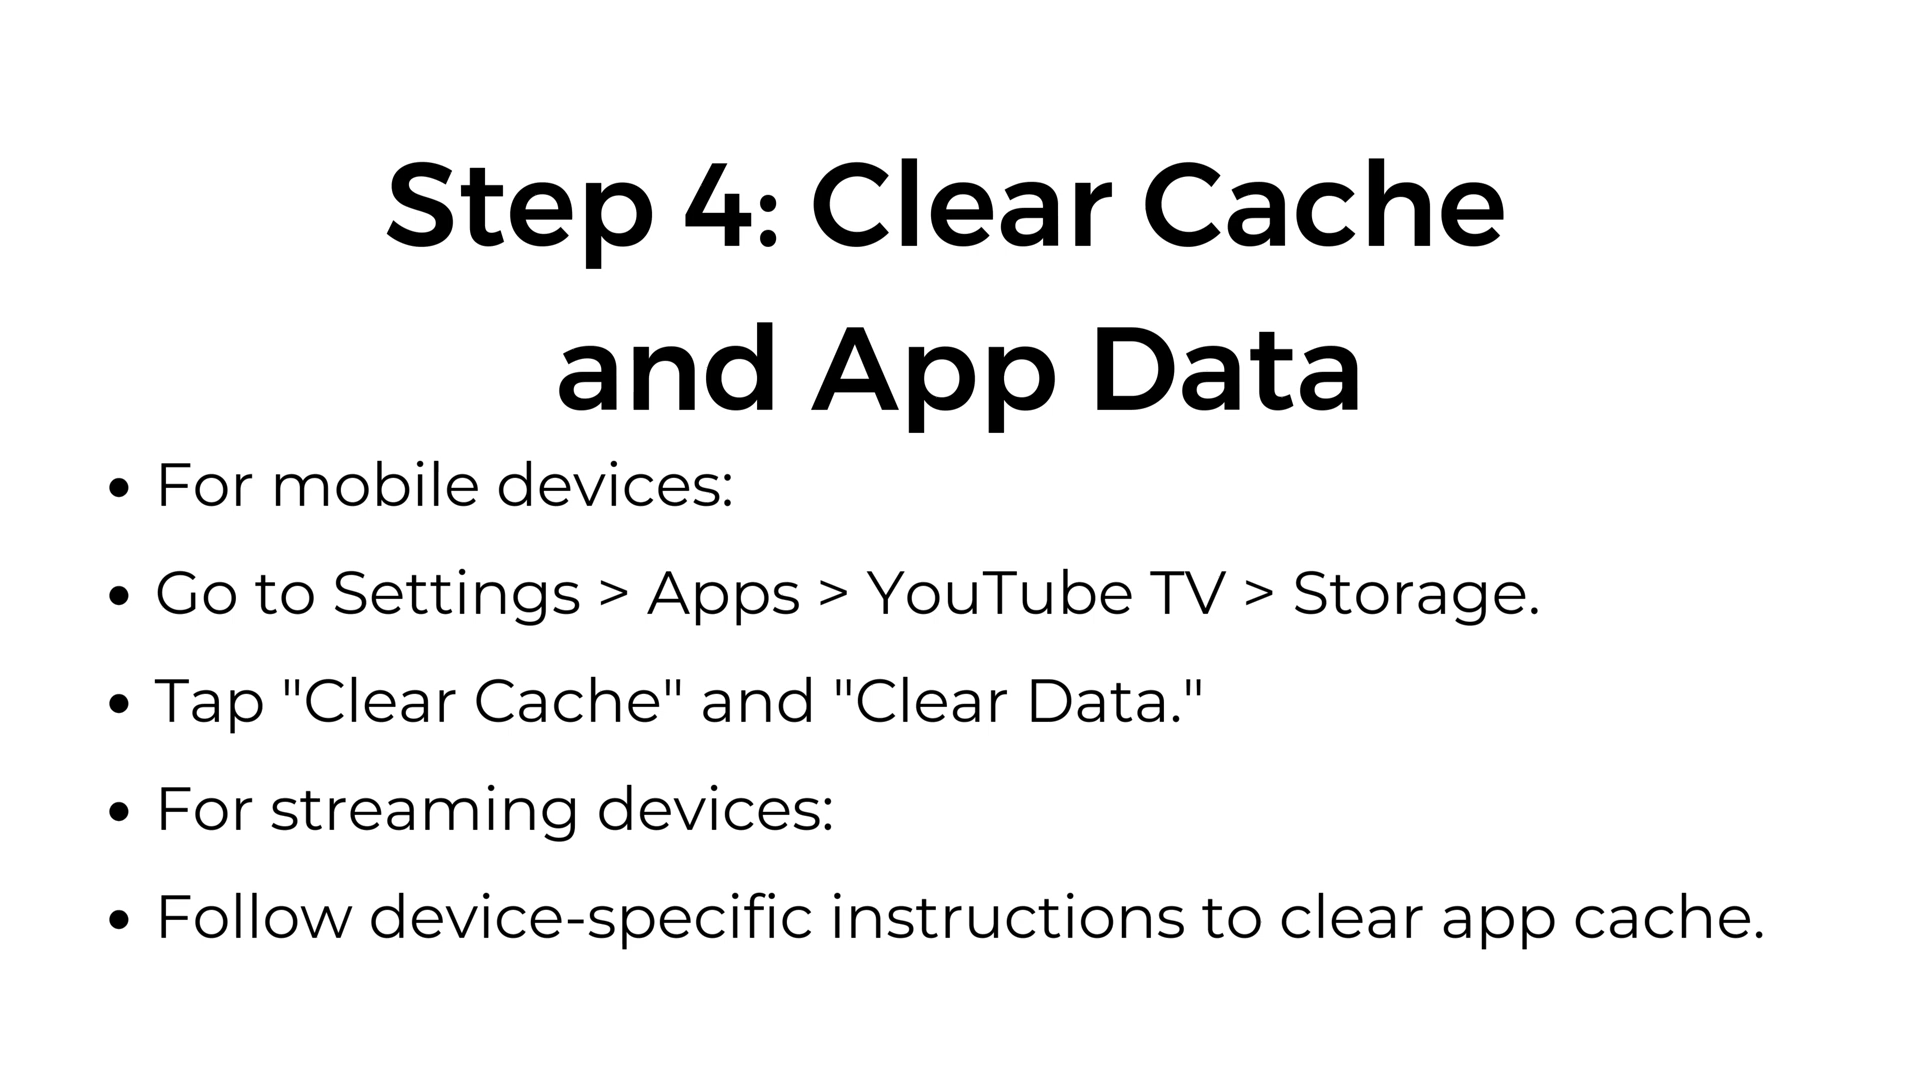 Step 4: Clear Cache
and App Data
• For mobile devices:
• Go to Settings > Apps > YouTube TV > Storage.
• Tap "Clear Cache" and "Clear Data."
• For streaming devices:
• Follow device-specific instructions to clear app cache.